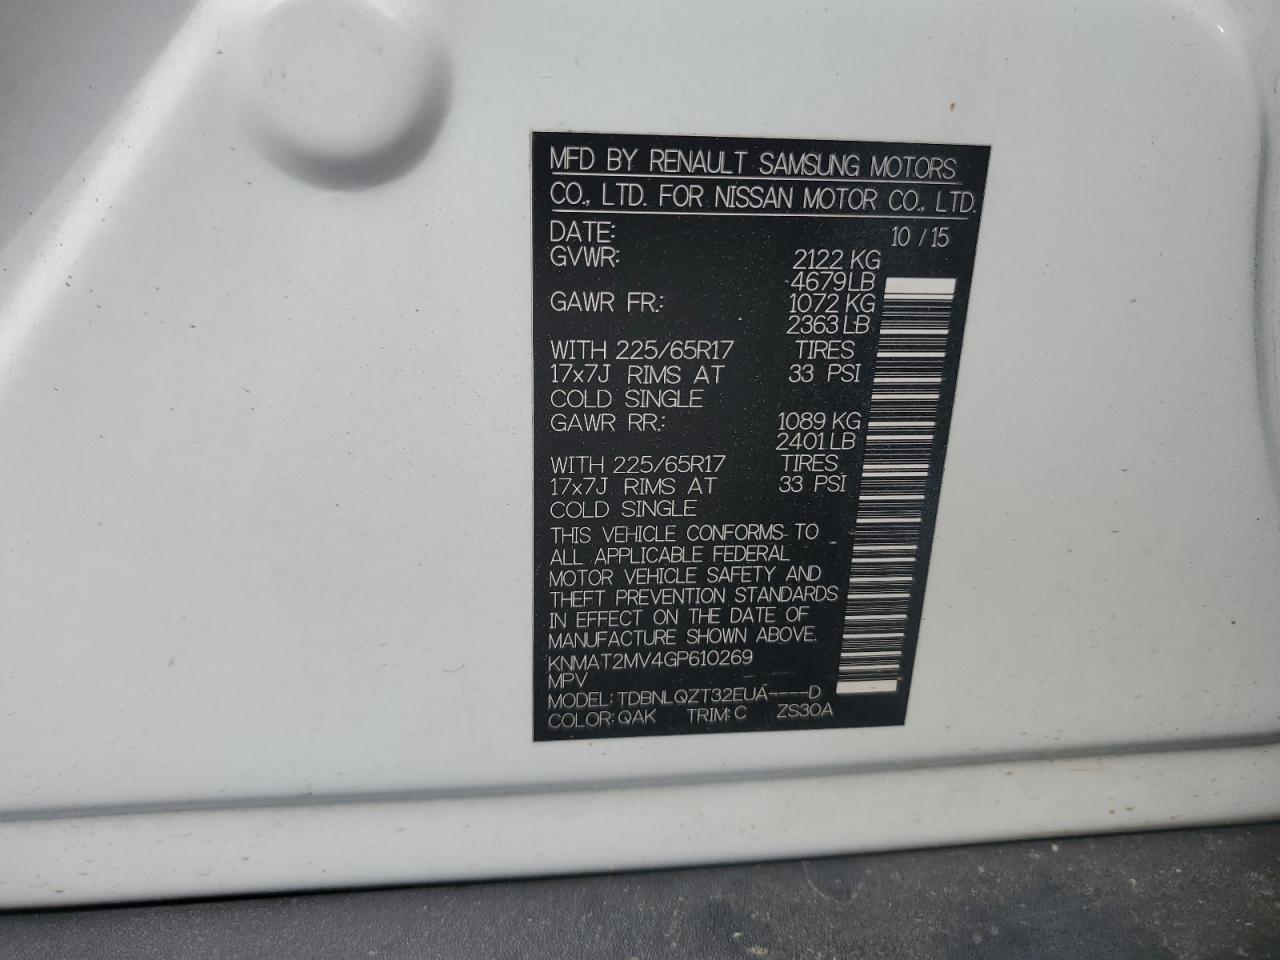 MFD BY RENAULT SAMSUNG MOTORS
CO., LTD. FOR NISSAN MOTOR CO., LTD.
DATE: 10 / 15
GVWR: 2122 KG
4679LB
GAWR FR.: 1072 KG
2363 LB
WITH 225/65R17 TIRES
17x7J RIMS AT 33 PSI
COLD SINGLE
GAWR RR.: 1089 KG
2401LB
WITH 225/65R17 TIRES
17x7J RIMS AT 33 PSI
COLD SINGLE
THIS VEHICLE CONFORMS TO
ALL APPLICABLE FEDERAL
MOTOR VEHICLE SAFETY AND
THEFT PREVENTION STANDARDS
IN EFFECT ON THE DATE OF
MANUFACTURE SHOWN ABOVE.
KNMAT2MV4GP610269
MPV
MODEL: TDBNLQZT32EUA----D
COLOR: QAK TRIM: C ZS30A